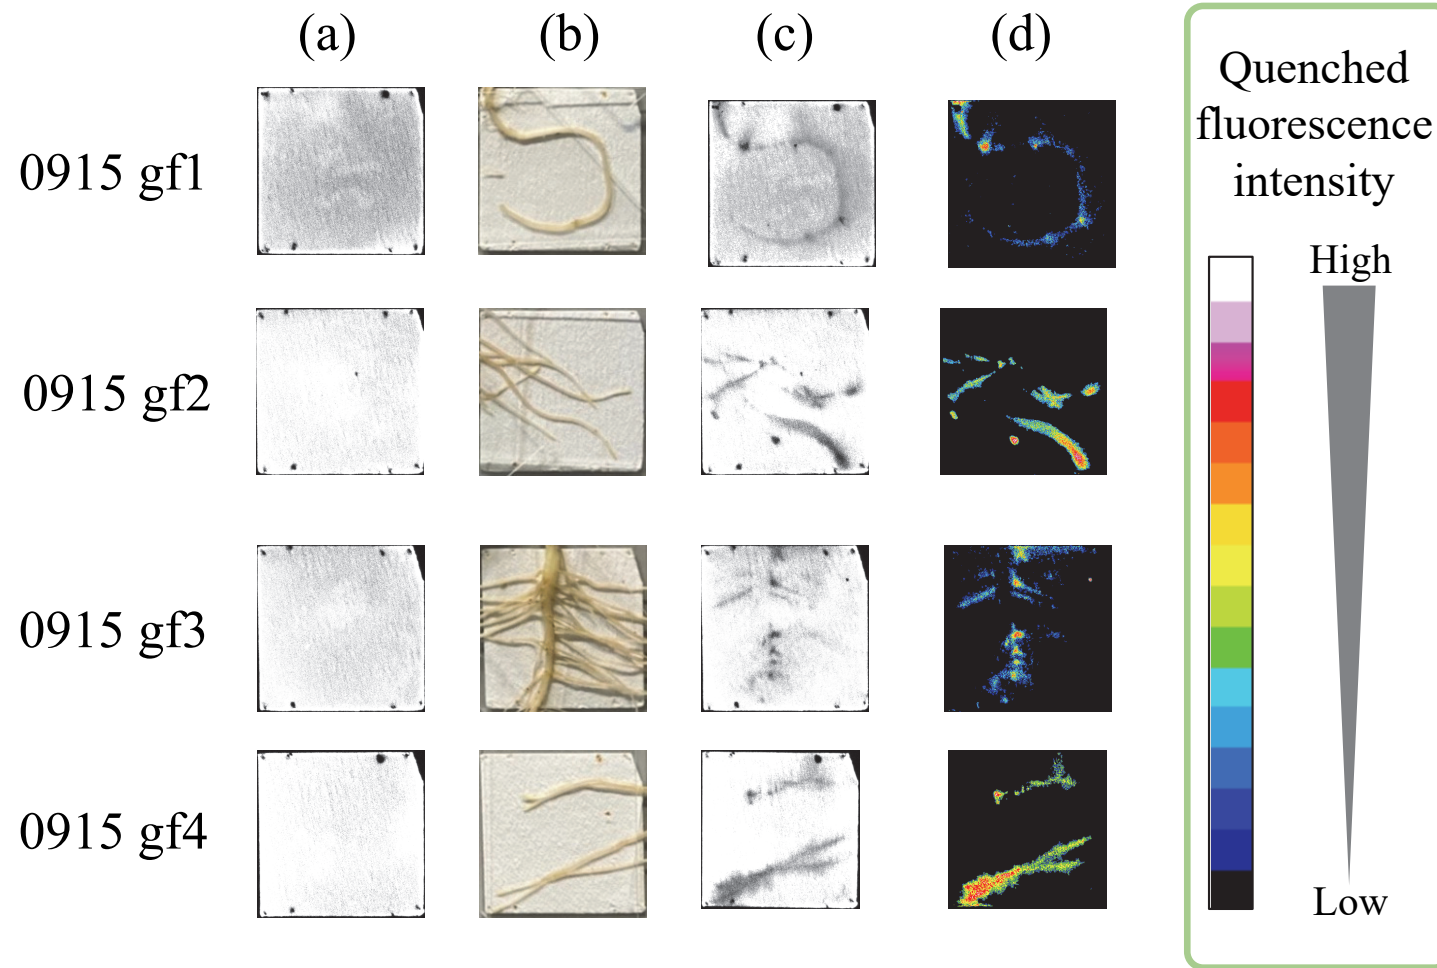 (a) (b) (c) (d)
0915 gf1
0915 gf2
0915 gf3
0915 gf4
Quenched
fluorescence
intensity
High
Low